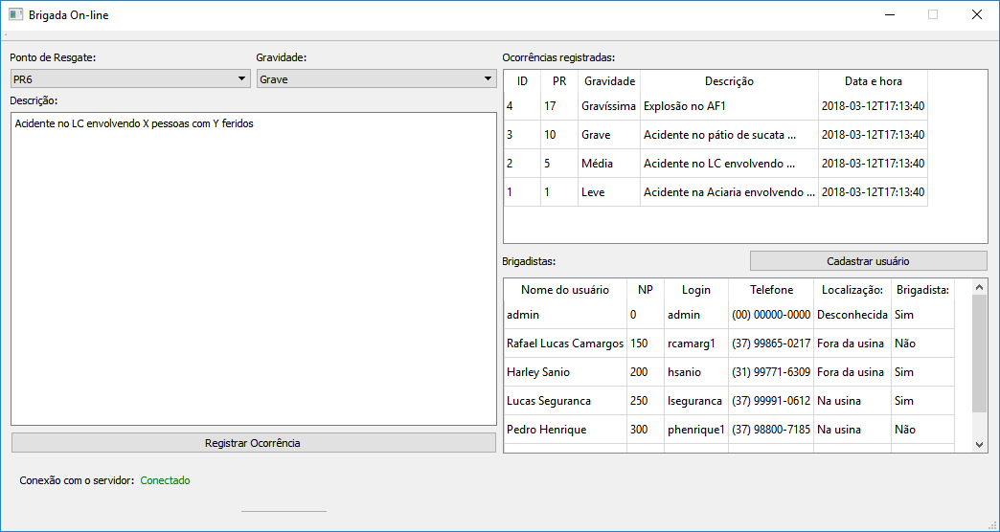 Brigada On-line
Ponto de Resgate: Gravidade:
PR6 Grave
Descrição:
Acidente no LC envolvendo X pessoas com Y feridos
Registrar Ocorrência
Conexão com o servidor: Conectado
Ocorrências registradas:
ID PR Gravidade Descrição Data e hora
4 17 Gravíssima Explosão no AF1 2018-03-12T17:13:40
3 10 Grave Acidente no pátio de sucata ... 2018-03-12T17:13:40
2 5 Média Acidente no LC envolvendo ... 2018-03-12T17:13:40
1 1 Leve Acidente na Aciaria envolvendo ... 2018-03-12T17:13:40
Brigadistas: Cadastrar usuário
Nome do usuário NP Login Telefone Localização: Brigadista:
admin 0 admin (00) 00000-0000 Desconhecida Sim
Rafael Lucas Camargos 150 rcamarg1 (37) 99865-0217 Fora da usina Não
Harley Sanio 200 hsanio (31) 99771-6309 Fora da usina Sim
Lucas Seguranca 250 lseguranca (37) 99991-0612 Na usina Sim
Pedro Henrique 300 phenrique1 (37) 98800-7185 Na usina Não